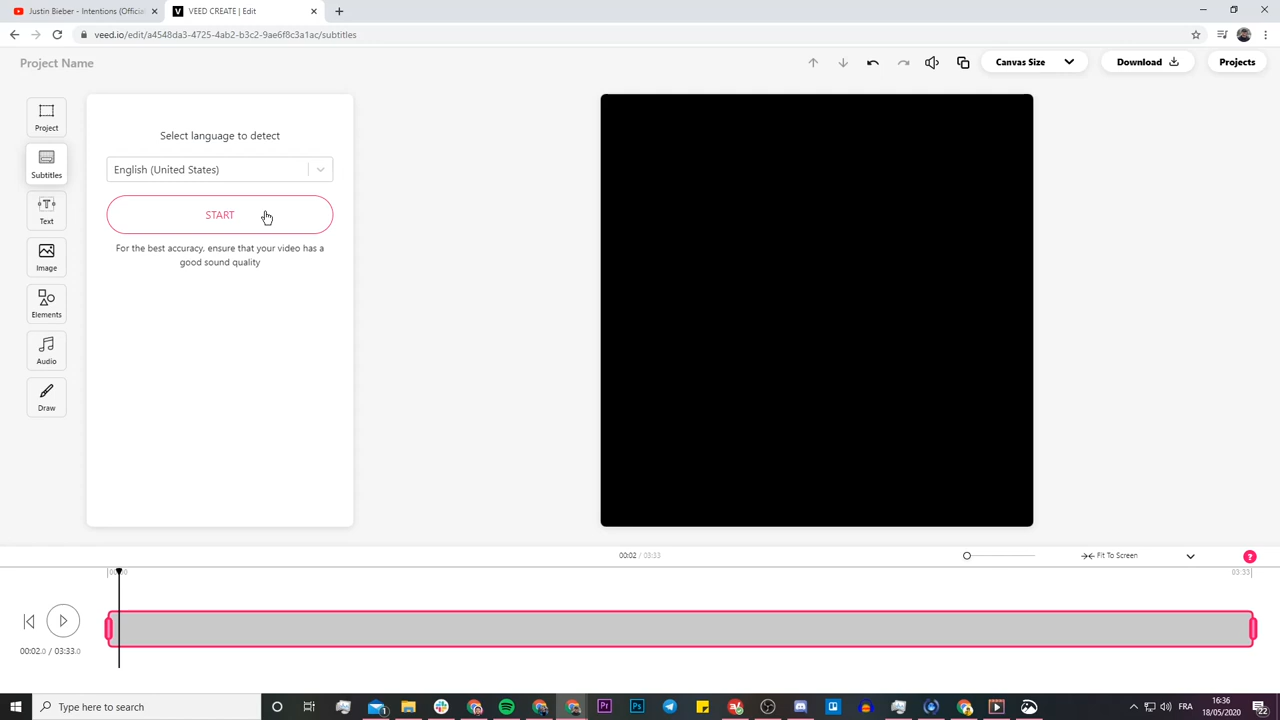 Justin Bieber - Intentions (Official
VEED CREATE | Edit
veed.io/edit/a4548da3-4725-4ab2-b3c2-9ae6f8c3a1ac/subtitles
Project Name
Canvas Size
Download
Projects
Project
Subtitles
Text
Image
Elements
Audio
Draw
Select language to detect
English (United States)
START
For the best accuracy, ensure that your video has a
good sound quality
00:02 / 03:33
Fit To Screen
?
03:33
00:02.0 / 03:33.0
Type here to search
FRA
16:36
18/05/2020